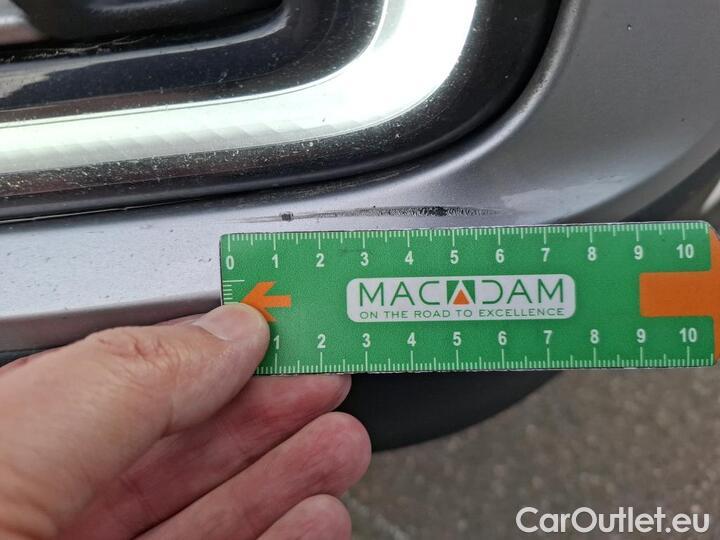 0 1 2 3 4 5 6 7 8 9 10
MACADAM
ON THE ROAD TO EXCELLENCE
1 2 3 4 5 6 7 8 9 10
CarOutlet.eu